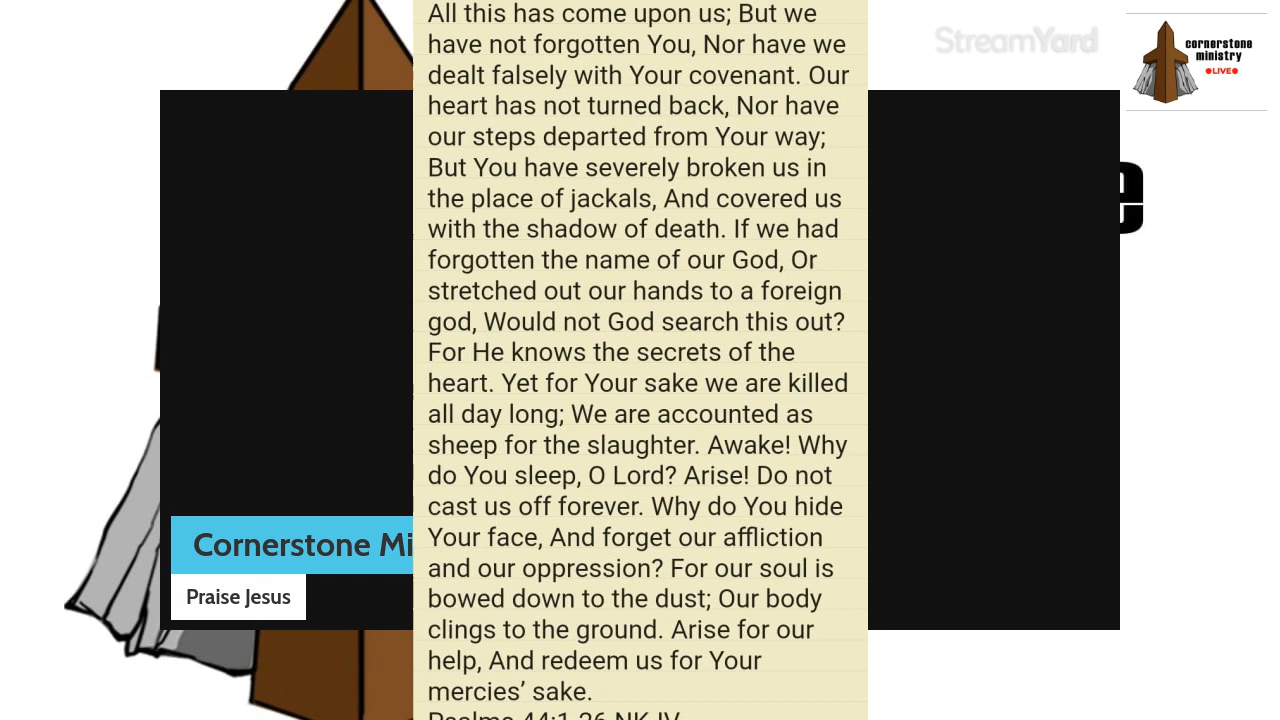 All this has come upon us; But we
have not forgotten You, Nor have we
dealt falsely with Your covenant. Our
heart has not turned back, Nor have
our steps departed from Your way;
But You have severely broken us in
the place of jackals, And covered us
with the shadow of death. If we had
forgotten the name of our God, Or
stretched out our hands to a foreign
god, Would not God search this out?
For He knows the secrets of the
heart. Yet for Your sake we are killed
all day long; We are accounted as
sheep for the slaughter. Awake! Why
do You sleep, O Lord? Arise! Do not
cast us off forever. Why do You hide
Your face, And forget our affliction
and our oppression? For our soul is
bowed down to the dust; Our body
clings to the ground. Arise for our
help, And redeem us for Your
mercies’ sake.
Psalms 44:1-26 NKJV
StreamYard
cornerstone
ministry
LIVE
e
Cornerstone Mi
Praise Jesus